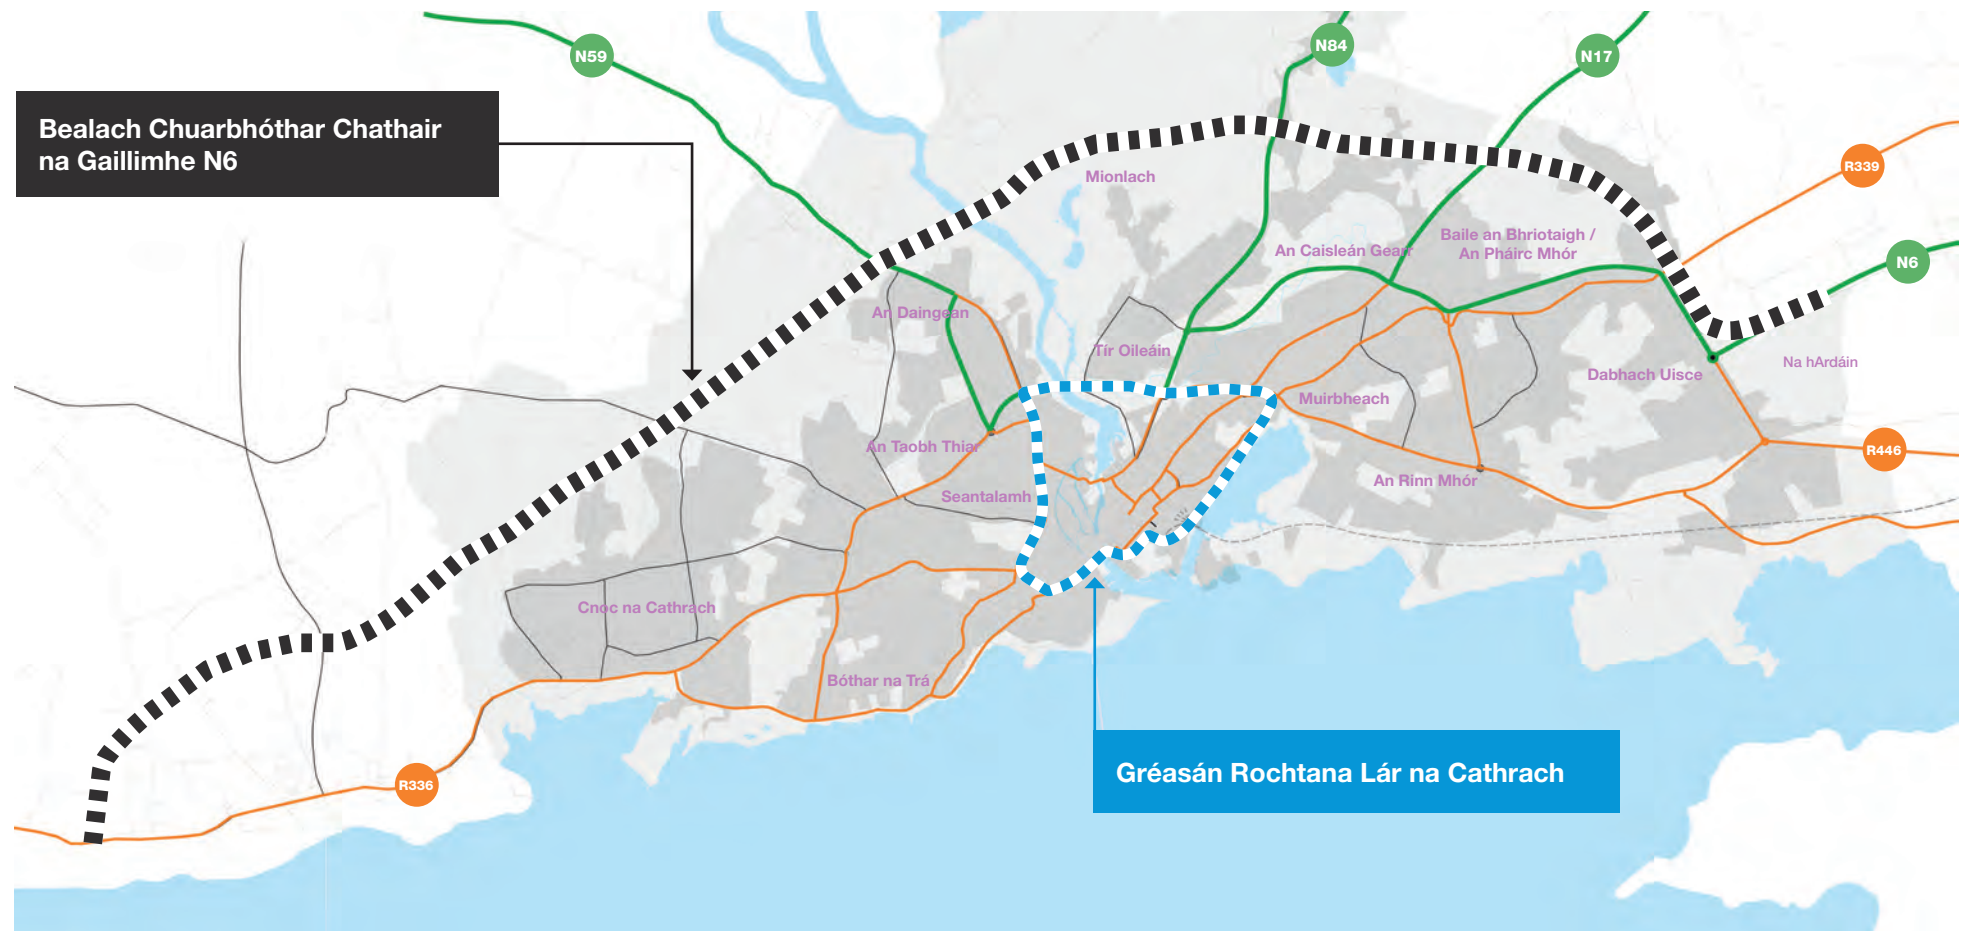 N84
N59
N17
Bealach Chuarbhóthar Chathair
na Gaillimhe N6
R339
Mionlach
Baile an Bhriotaigh /
An Pháirc Mhór
An Caisleán Gearr
N6
An Daingean
Tír Oileáin
Na hArdáin
Dabhach Uisce
Muirbheach
An Taobh Thiar
R446
An Rinn Mhór
Seantalamh
Cnoc na Cathrach
Bóthar na Trá
Gréasán Rochtana Lár na Cathrach
R336